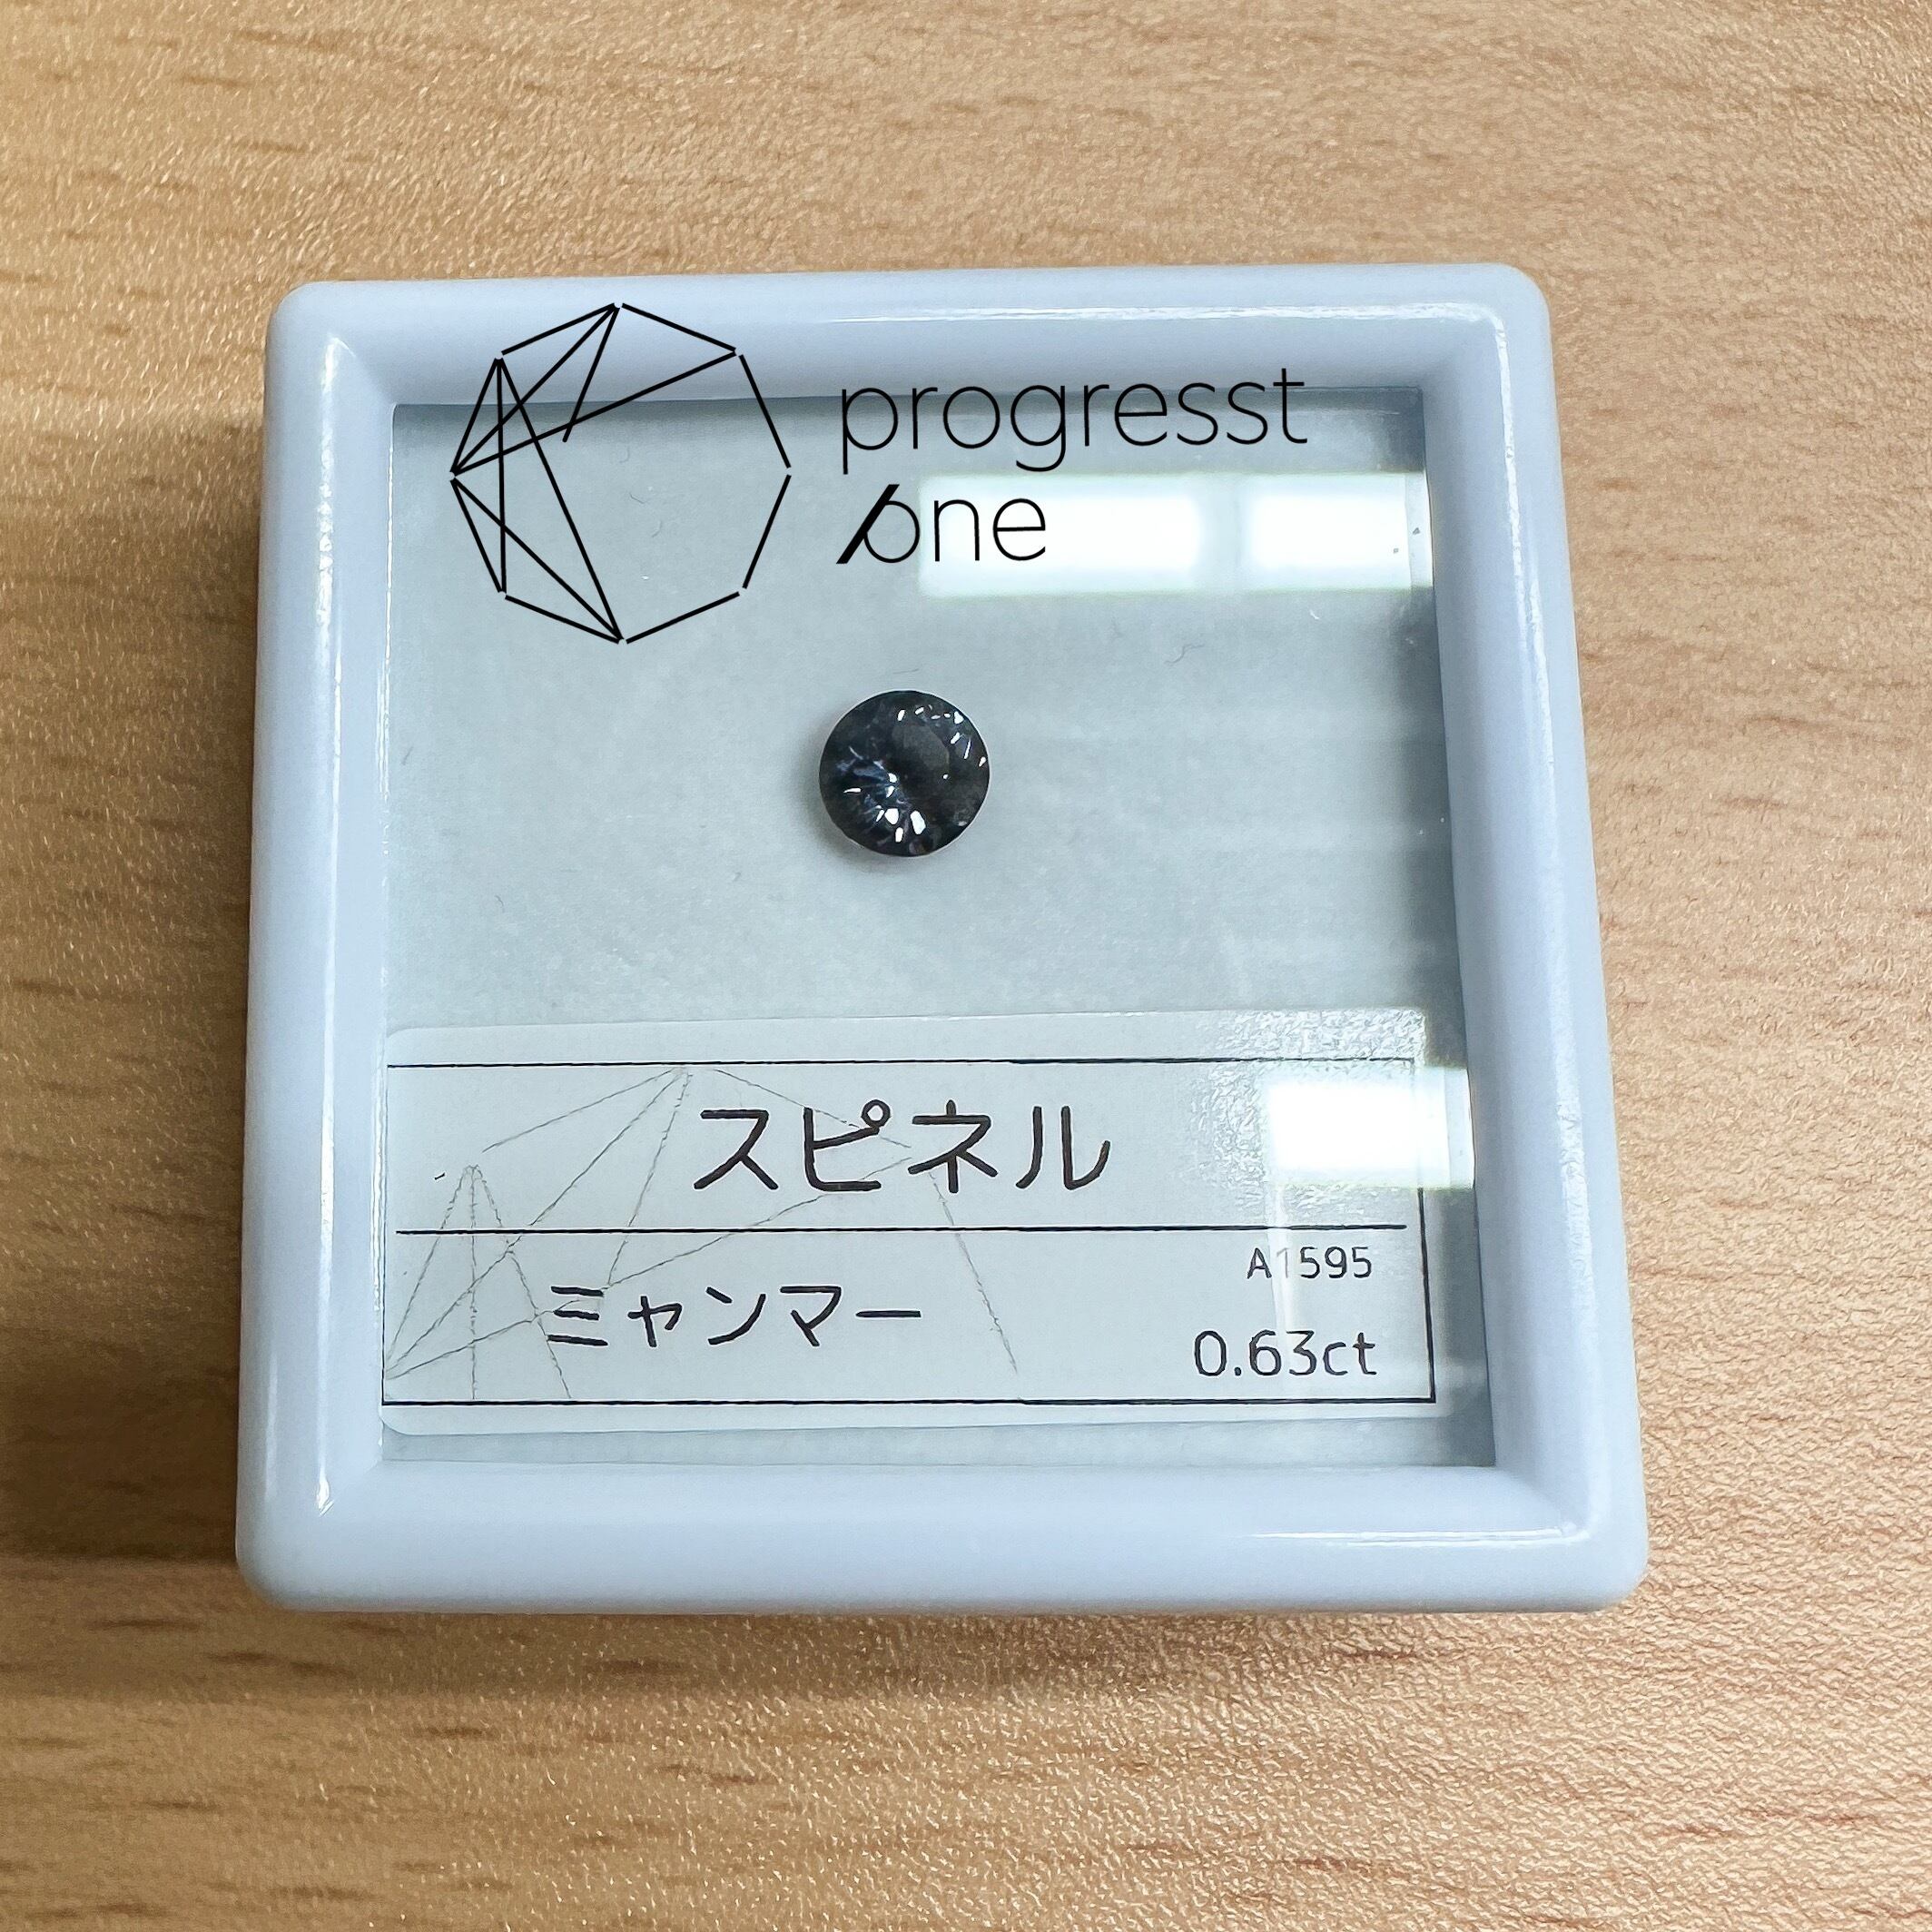 progresst
one
スピネル
A1595
ミャンマー
0.63ct